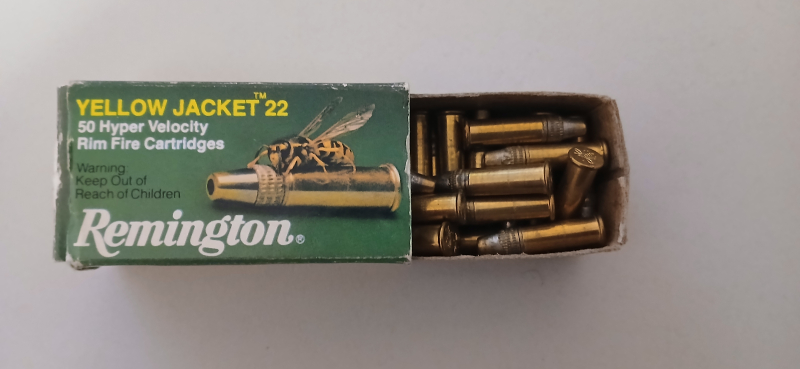 YELLOW JACKET™ 22
50 Hyper Velocity
Rim Fire Cartridges
Warning:
Keep Out of
Reach of Children
Remington®